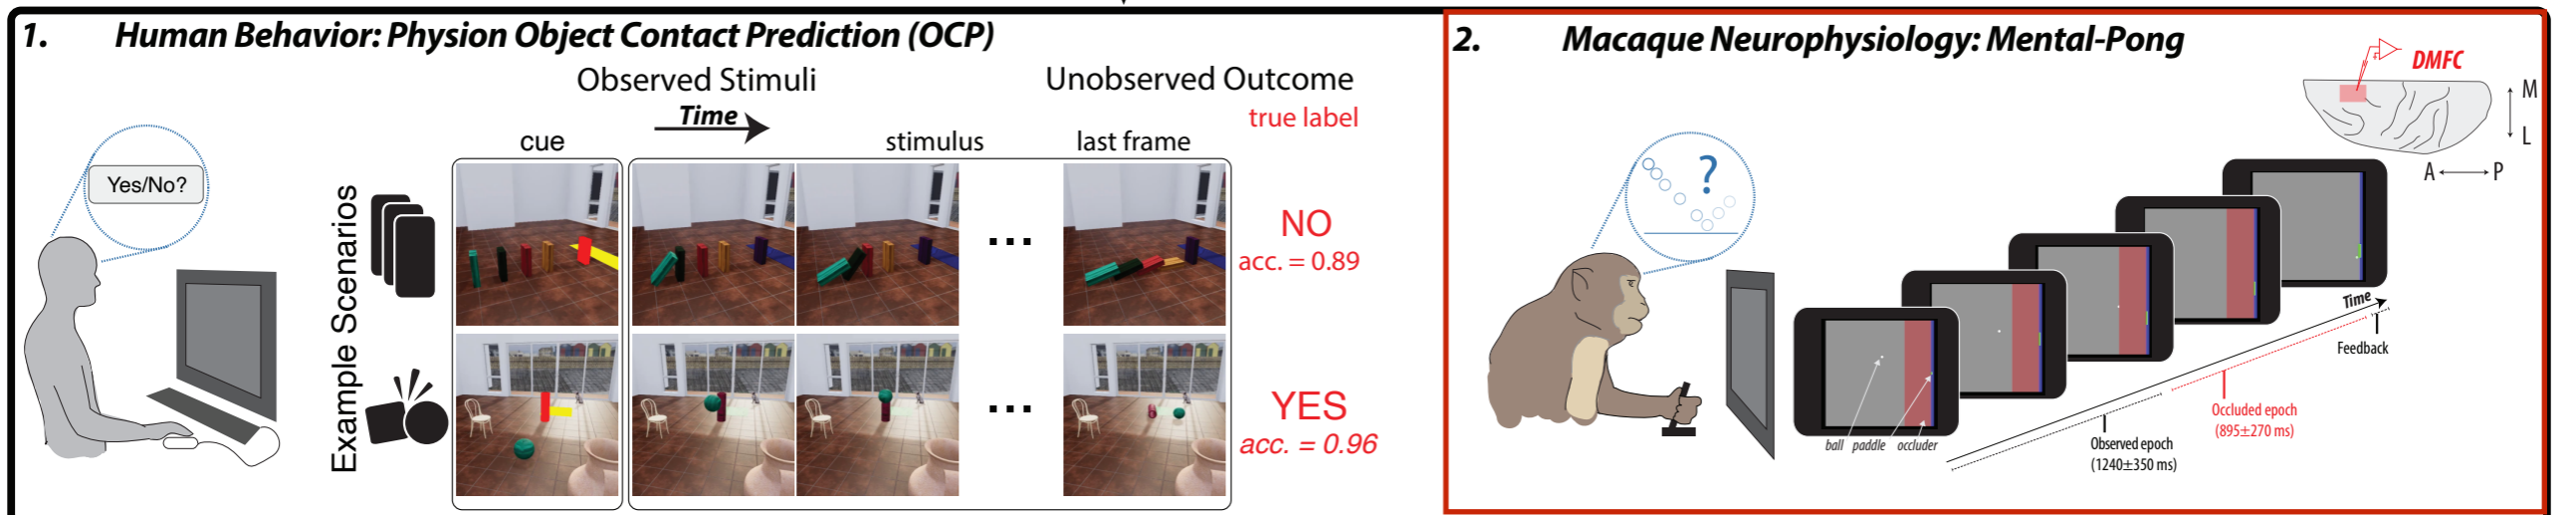 1. Human Behavior: Physion Object Contact Prediction (OCP)
Observed Stimuli
Unobserved Outcome
Time
true label
cue
stimulus
last frame
Yes/No?
Example Scenarios
...
NO
acc. = 0.89
...
YES
acc. = 0.96
2. Macaque Neurophysiology: Mental-Pong
DMFC
M
L
A
P
?
Time
Feedback
Occluded epoch
(895±270 ms)
Observed epoch
(1240±350 ms)
ball paddle occluder